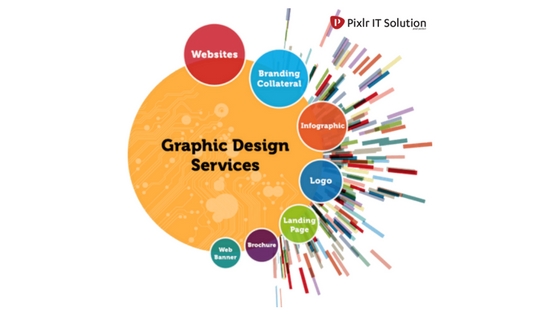 Pixlr IT Solution
Websites
Branding
Collateral
Infographic
Graphic Design
Services
Logo
Landing
Page
Brochure
Web
Banner